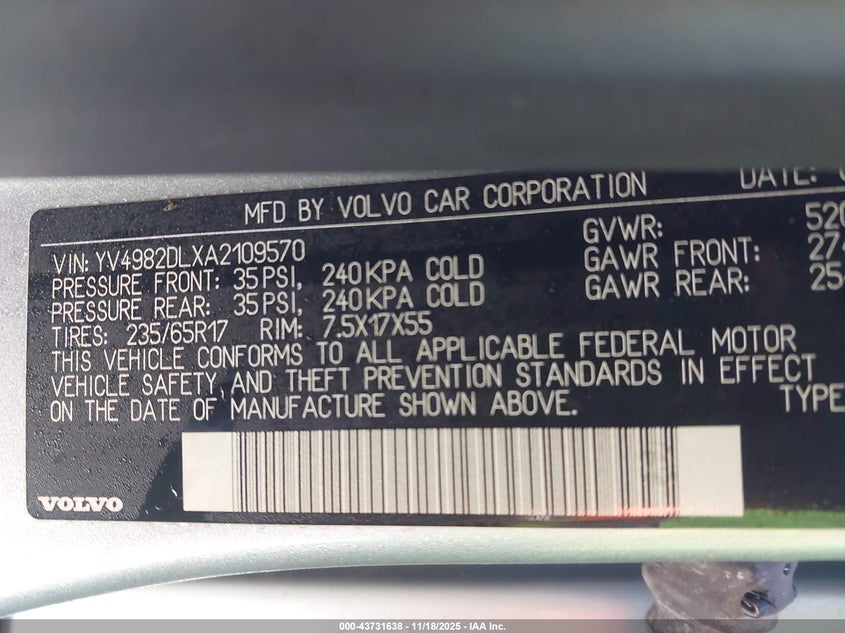 MFD BY VOLVO CAR CORPORATION DATE:
VIN: YV4982DLXA2109570 GVWR: 520
PRESSURE FRONT: 35 PSI, 240 KPA COLD GAWR FRONT: 274
PRESSURE REAR: 35 PSI, 240 KPA COLD GAWR REAR: 254
TIRES: 235/65R17 RIM: 7.5X17X55
THIS VEHICLE CONFORMS TO ALL APPLICABLE FEDERAL MOTOR
VEHICLE SAFETY, AND THEFT PREVENTION STANDARDS IN EFFECT
ON THE DATE OF MANUFACTURE SHOWN ABOVE. TYPE
VOLVO
000-43731638 - 11/18/2025 - IAA Inc.